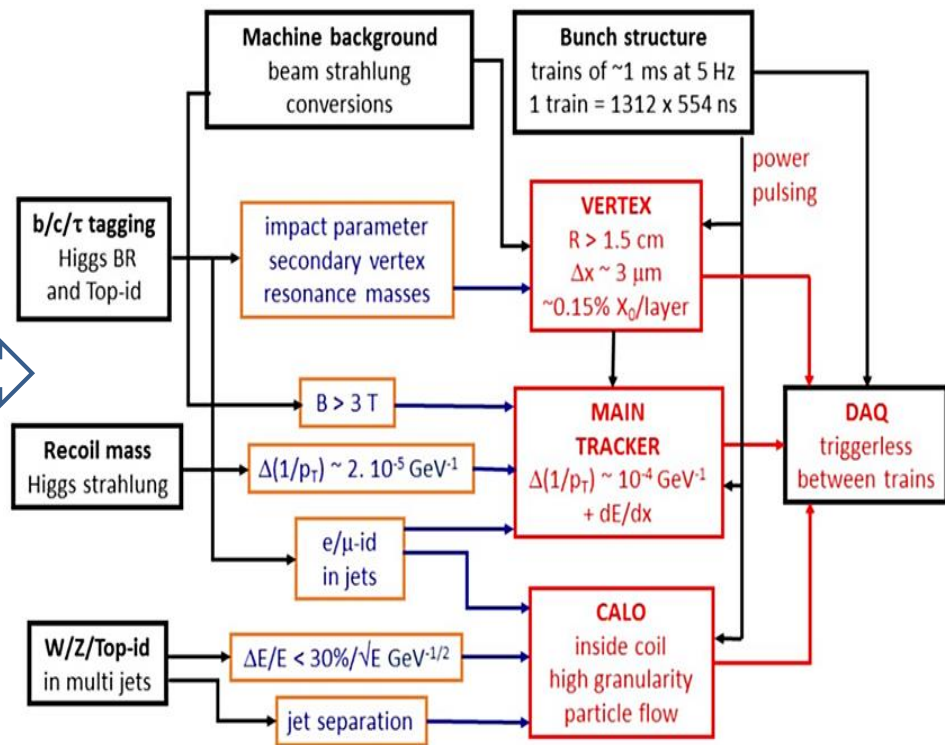 Machine background
beam strahlung
conversions
Bunch structure
trains of ~1 ms at 5 Hz
1 train = 1312 x 554 ns
power
pulsing
b/c/τ tagging
Higgs BR
and Top-id
impact parameter
secondary vertex
resonance masses
VERTEX
R > 1.5 cm
Δx ~ 3 μm
~0.15% X₀/layer
B > 3 T
MAIN
TRACKER
Δ(1/pT) ~ 10⁻⁴ GeV⁻¹
+ dE/dx
DAQ
triggerless
between trains
Recoil mass
Higgs strahlung
Δ(1/pT) ~ 2. 10⁻⁵ GeV⁻¹
e/μ-id
in jets
W/Z/Top-id
in multi jets
ΔE/E < 30%/√E GeV⁻¹/²
jet separation
CALO
inside coil
high granularity
particle flow